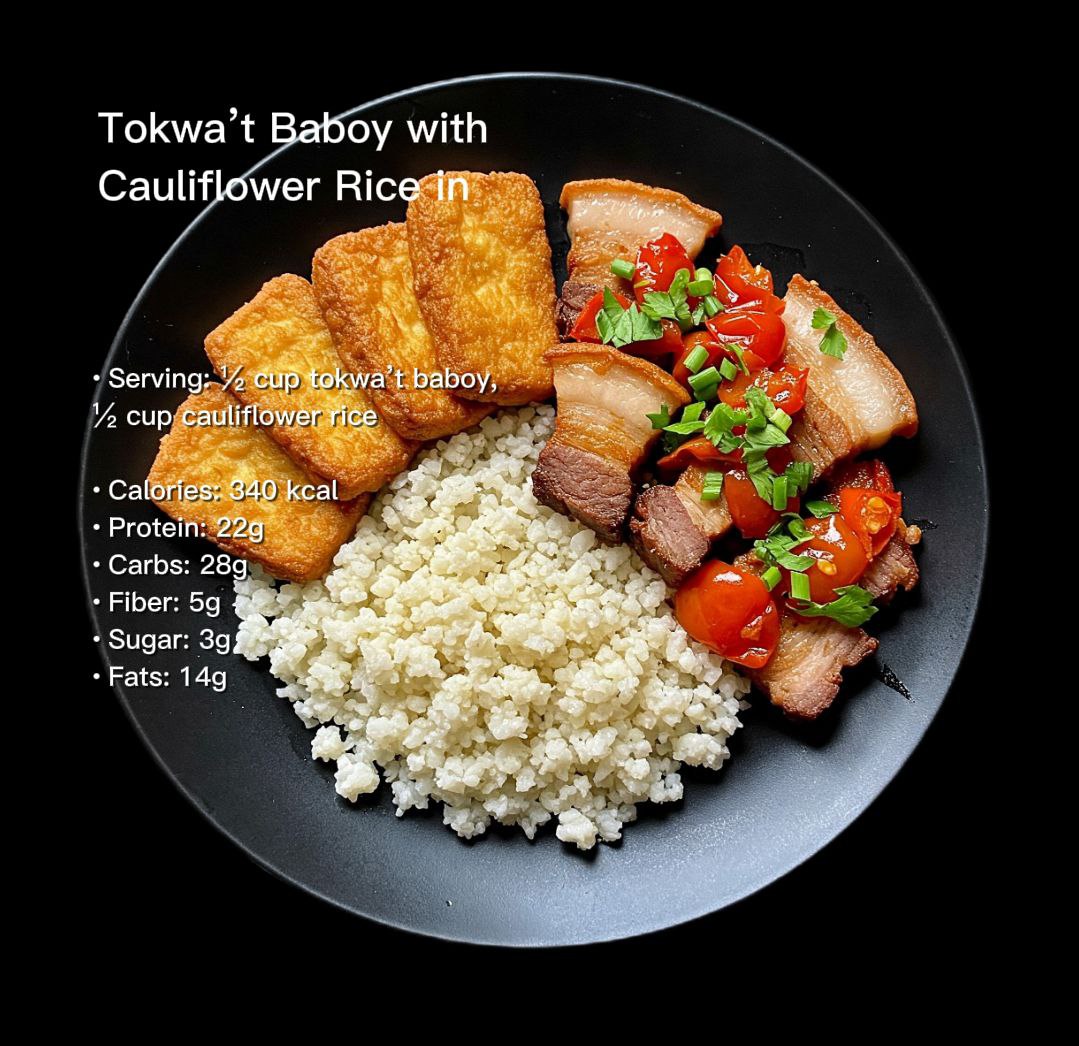 Tokwa’t Baboy with
Cauliflower Rice in
• Serving: ½ cup tokwa’t baboy,
½ cup cauliflower rice
• Calories: 340 kcal
• Protein: 22g
• Carbs: 28g
• Fiber: 5g
• Sugar: 3g
• Fats: 14g